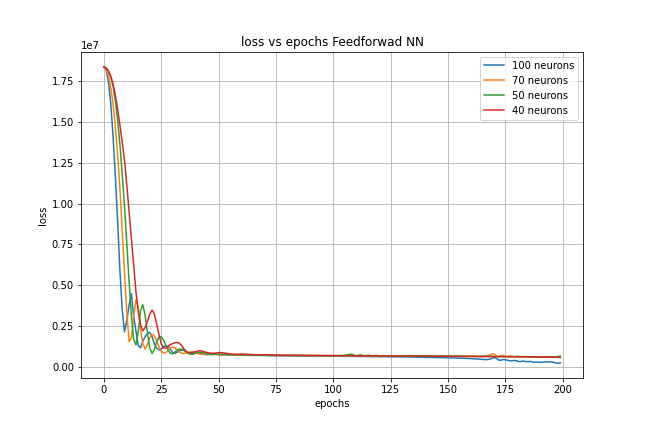 loss vs epochs Feedforwad NN
1e7
100 neurons
70 neurons
50 neurons
40 neurons
1.75
1.50
1.25
1.00
0.75
0.50
0.25
0.00
loss
0 25 50 75 100 125 150 175 200
epochs